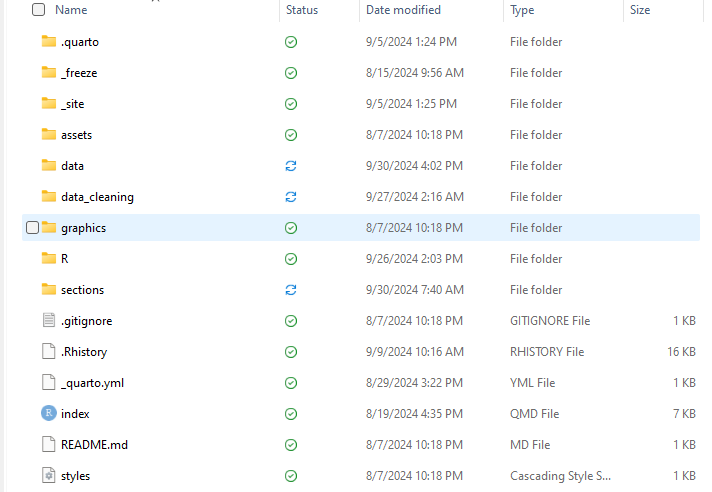 Name Status Date modified Type Size
.quarto 9/5/2024 1:24 PM File folder
_freeze 8/15/2024 9:56 AM File folder
_site 9/5/2024 1:25 PM File folder
assets 8/7/2024 10:18 PM File folder
data 9/30/2024 4:02 PM File folder
data_cleaning 9/27/2024 2:16 AM File folder
graphics 8/7/2024 10:18 PM File folder
R 9/26/2024 2:03 PM File folder
sections 9/30/2024 7:40 AM File folder
.gitignore 8/7/2024 10:18 PM GITIGNORE File 1 KB
.Rhistory 9/9/2024 10:16 AM RHISTORY File 16 KB
_quarto.yml 8/29/2024 3:22 PM YML File 1 KB
R index 8/19/2024 4:35 PM QMD File 7 KB
README.md 8/7/2024 10:18 PM MD File 1 KB
styles 8/7/2024 10:18 PM Cascading Style S... 1 KB